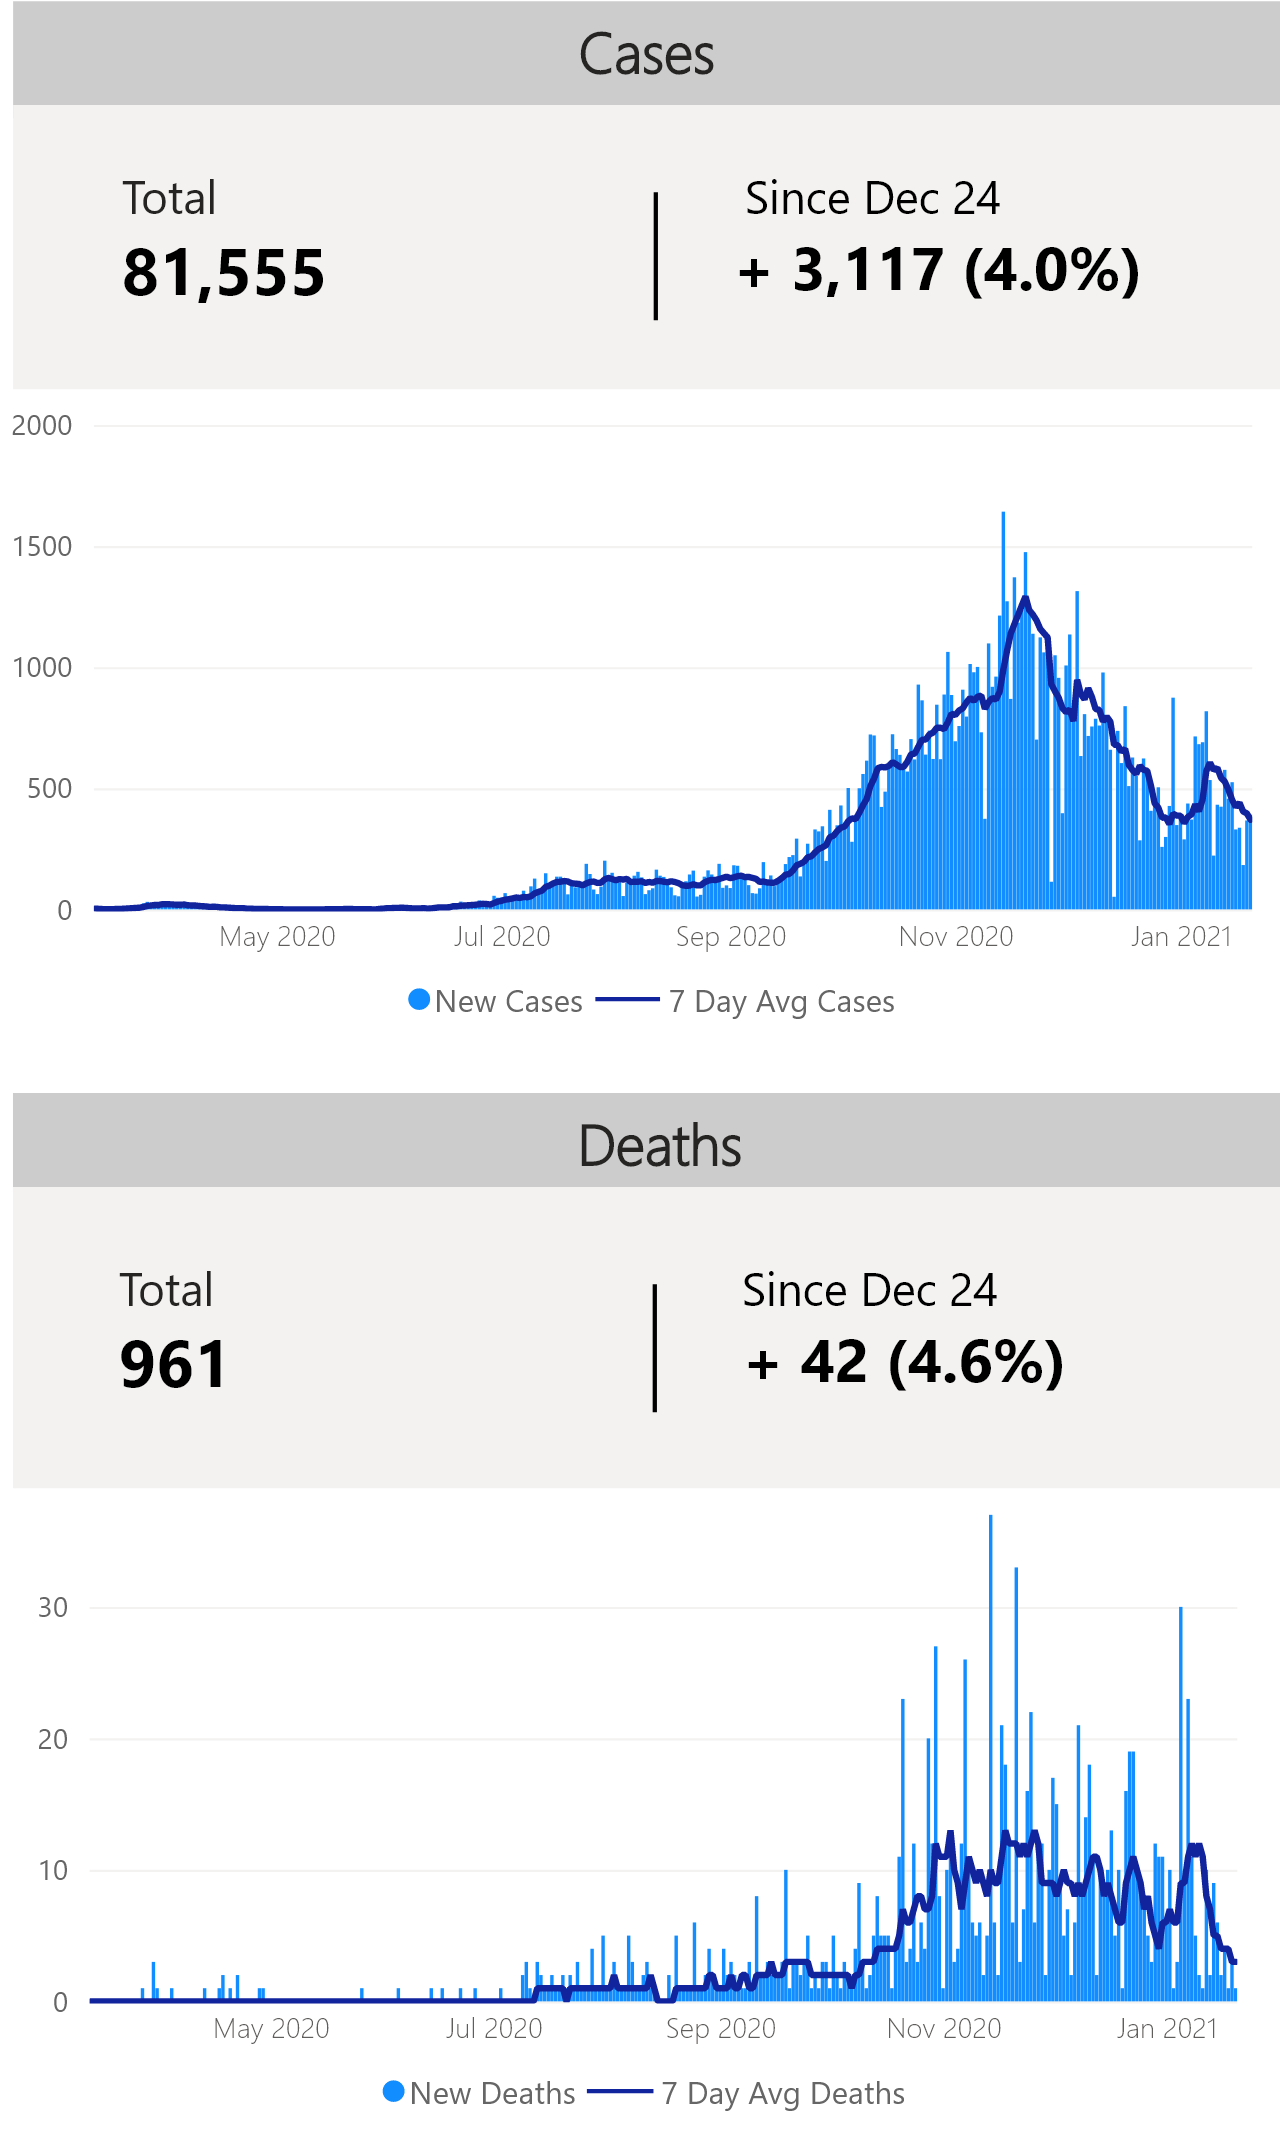 Cases
Total
81,555
Since Dec 24
+ 3,117 (4.0%)
2000
1500
1000
500
0
May 2020
Jul 2020
Sep 2020
Nov 2020
Jan 2021
New Cases
7 Day Avg Cases
Deaths
Total
961
Since Dec 24
+ 42 (4.6%)
30
20
10
0
May 2020
Jul 2020
Sep 2020
Nov 2020
Jan 2021
New Deaths
7 Day Avg Deaths